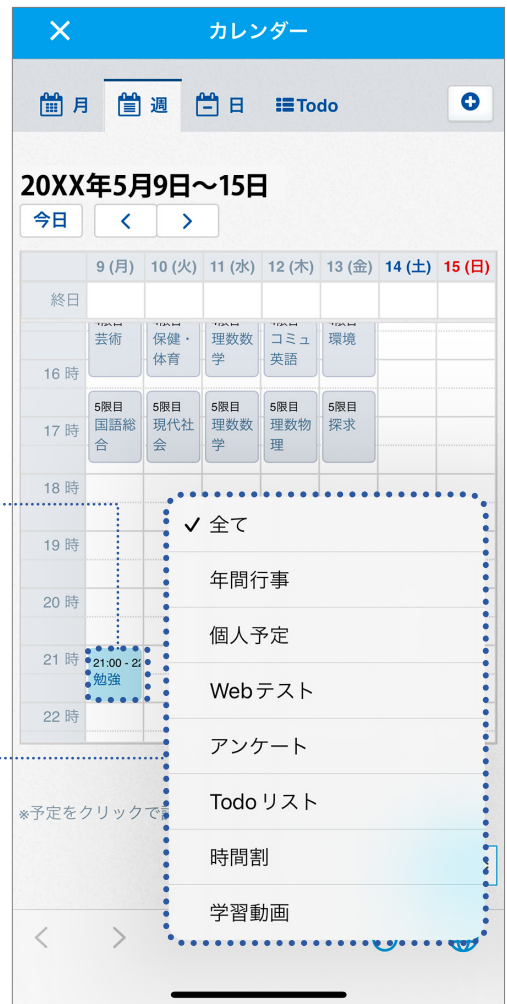 カレンダー
月 週 日 Todo
20XX年5月9日〜15日
今日
9 (月) 10 (火) 11 (水) 12 (木) 13 (金) 14 (土) 15 (日)
終日
芸術 保健・体育 理数数学 コミュ英語 環境
16 時
5限目 5限目 5限目 5限目 5限目
17 時 国語総合 現代社会 理数数学 理数物理 探求
18 時
19 時
20 時
21 時 21:00 - 22
勉強
22 時
※予定をクリックで
全て
年間行事
個人予定
Webテスト
アンケート
Todoリスト
時間割
学習動画